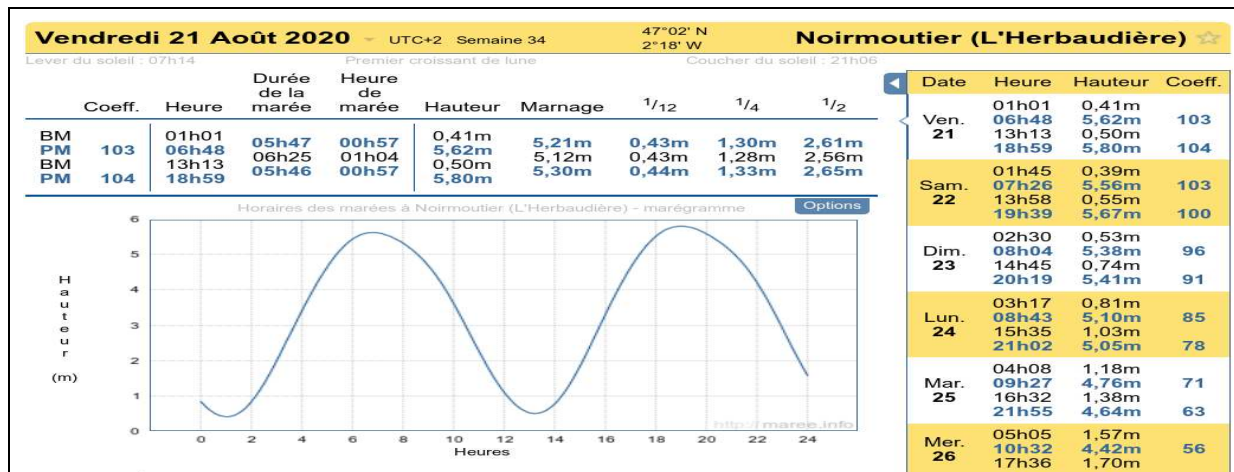 Vendredi 21 Août 2020 UTC+2 Semaine 34 47°02' N Noirmoutier (L'Herbaudière)
2°18' W
Lever du soleil : 07h14 Premier croissant de lune Coucher du soleil : 21h06
Coeff. Heure Durée de la marée Heure de marée Hauteur Marnage 1/12 1/4 1/2
BM 01h01 0,41m
PM 103 06h48 05h47 00h57 5,62m 5,21m 0,43m 1,30m 2,61m
BM 13h13 06h25 01h04 0,50m 5,12m 0,43m 1,28m 2,56m
PM 104 18h59 05h46 00h57 5,80m 5,30m 0,44m 1,33m 2,65m
Horaires des marées à Noirmoutier (L'Herbaudière) - marégramme Options
6
5
4
3
2
1
0
Hauteur
(m)
0 2 4 6 8 10 12 14 16 18 20 22 24
Heures
http://maree.info
Date Heure Hauteur Coeff.
Ven. 21
01h01 0,41m
06h48 5,62m 103
13h13 0,50m
18h59 5,80m 104
Sam. 22
01h45 0,39m
07h26 5,56m 103
13h58 0,55m
19h39 5,67m 100
Dim. 23
02h30 0,53m
08h04 5,38m 96
14h45 0,74m
20h19 5,41m 91
Lun. 24
03h17 0,81m
08h43 5,10m 85
15h35 1,03m
21h02 5,05m 78
Mar. 25
04h08 1,18m
09h27 4,76m 71
16h32 1,38m
21h55 4,64m 63
Mer. 26
05h05 1,57m
10h32 4,42m 56
17h36 1,70m